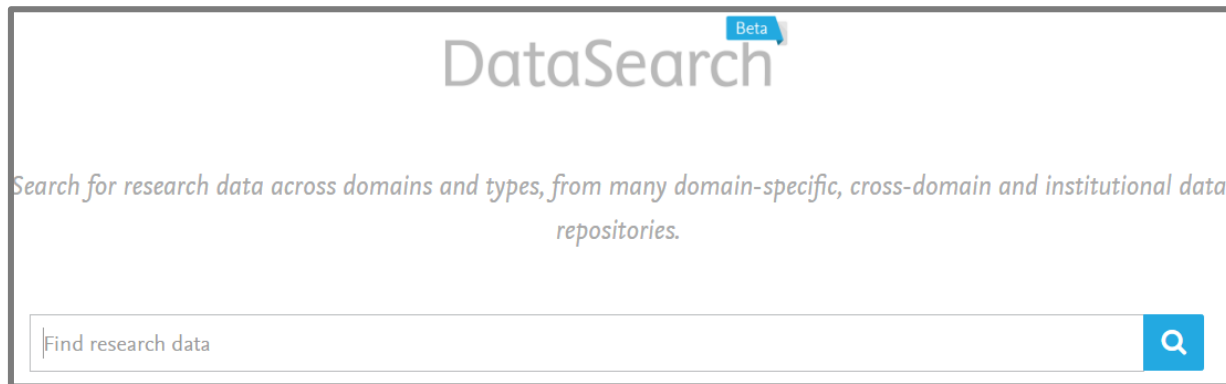 Beta
DataSearch
Search for research data across domains and types, from many domain-specific, cross-domain and institutional data
repositories.
Find research data